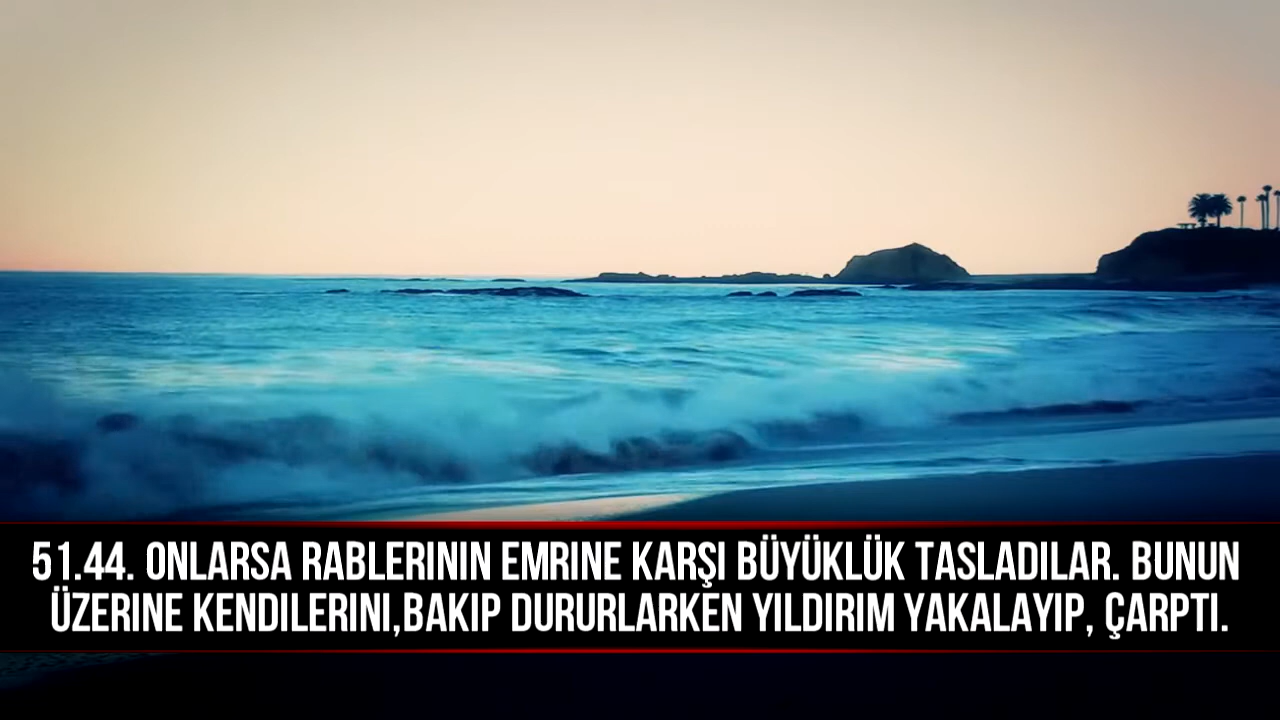 51.44. ONLARSA RABLERININ EMRINE KARŞI BÜYÜKLÜK TASLADILAR. BUNUN
ÜZERINE KENDILERINI,BAKIP DURURLARKEN YILDIRIM YAKALAYIP, ÇARPTI.